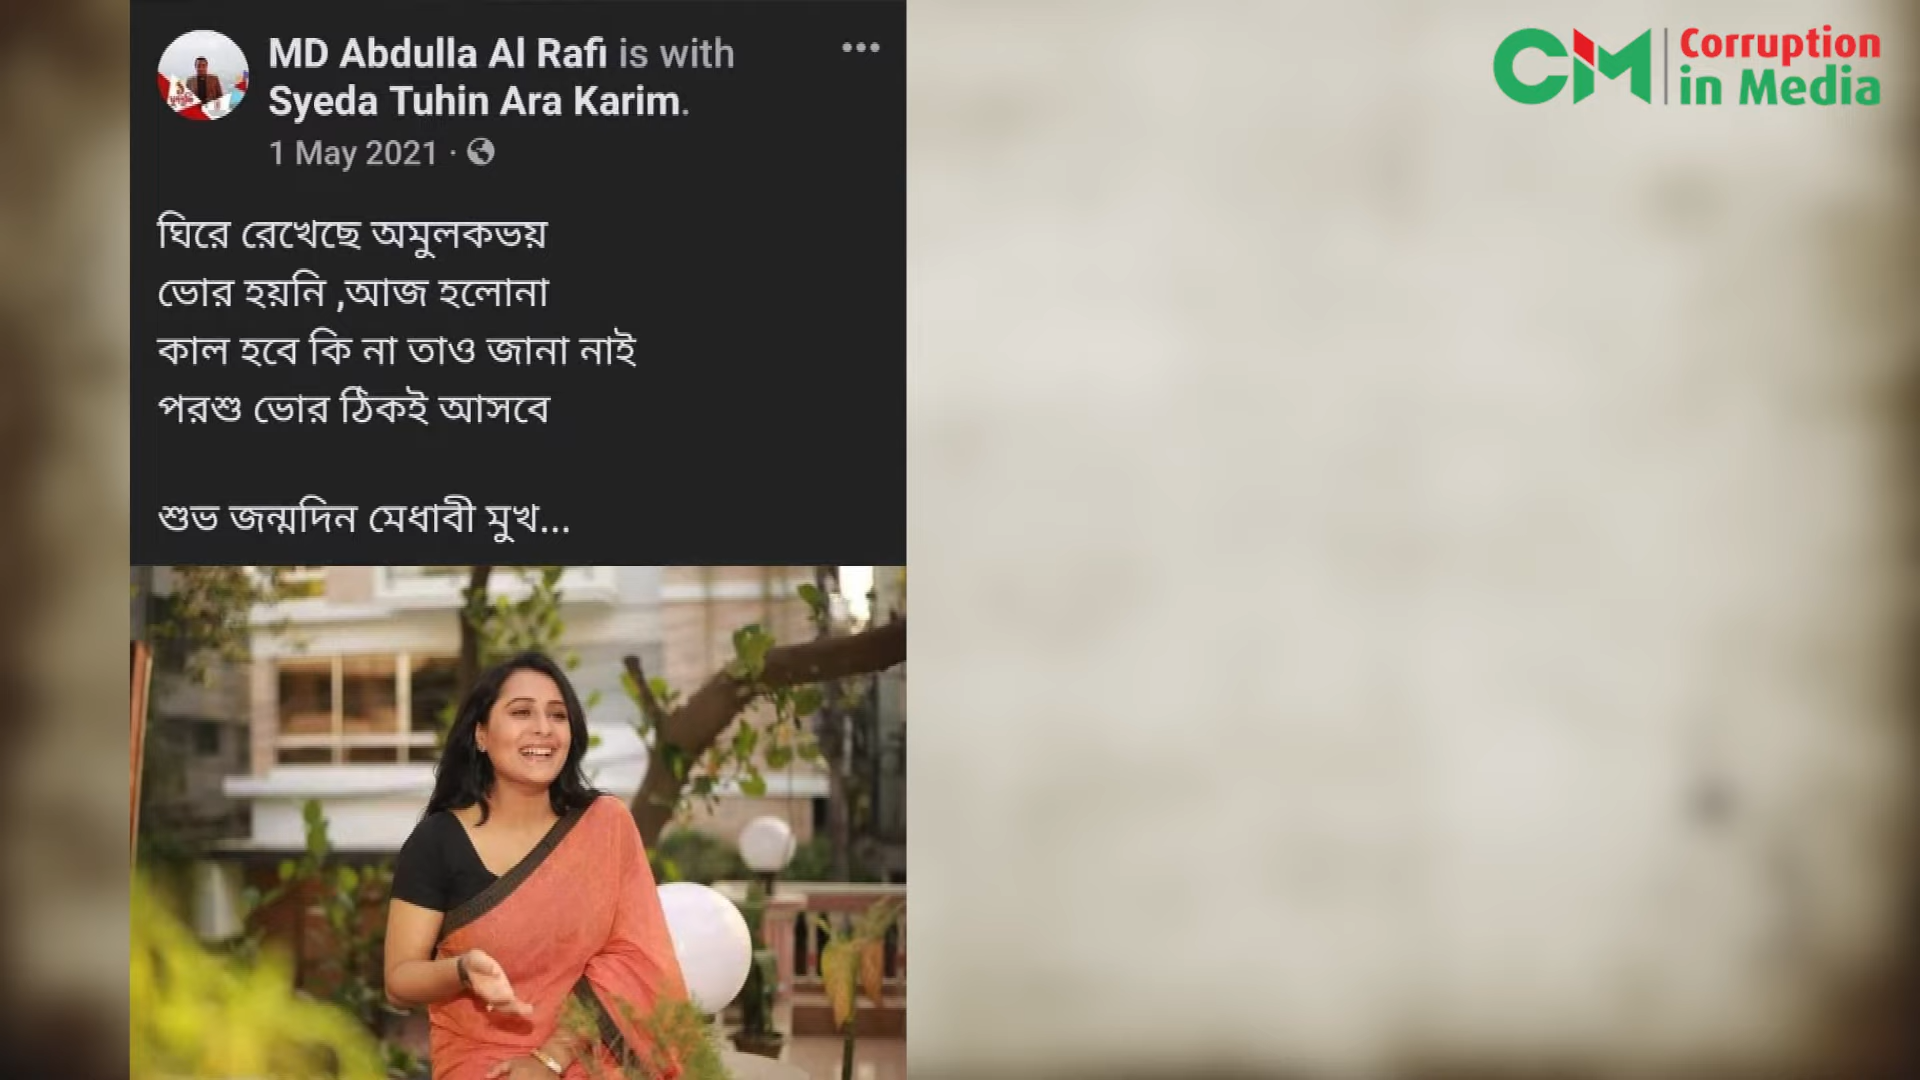 MD Abdulla Al Rafi is with
Syeda Tuhin Ara Karim.
1 May 2021 ·
ঘিরে রেখেছে অমুলকভয়
ভোর হয়নি ,আজ হলোনা
কাল হবে কি না তাও জানা নাই
পরশু ভোর ঠিকই আসবে
শুভ জন্মদিন মেধাবী মুখ...
CM
Corruption
in Media